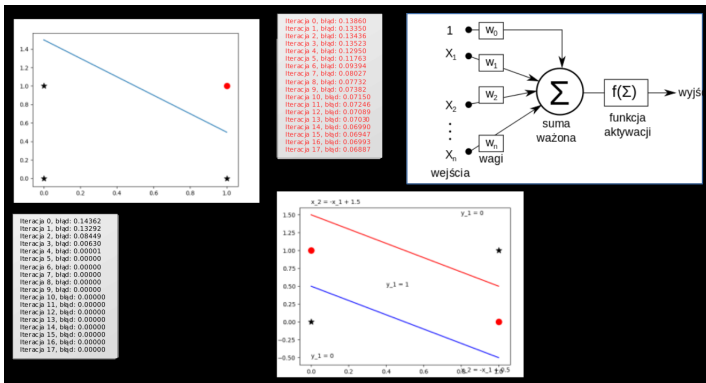 1.4
1.2
1.0
0.8
0.6
0.4
0.2
0.0
0.0 0.2 0.4 0.6 0.8 1.0
Iteracja 0, błąd: 0.13860
Iteracja 1, błąd: 0.13350
Iteracja 2, błąd: 0.13436
Iteracja 3, błąd: 0.13523
Iteracja 4, błąd: 0.12950
Iteracja 5, błąd: 0.11763
Iteracja 6, błąd: 0.09394
Iteracja 7, błąd: 0.08027
Iteracja 8, błąd: 0.07732
Iteracja 9, błąd: 0.07382
Iteracja 10, błąd: 0.07150
Iteracja 11, błąd: 0.07246
Iteracja 12, błąd: 0.07089
Iteracja 13, błąd: 0.07030
Iteracja 14, błąd: 0.06990
Iteracja 15, błąd: 0.06947
Iteracja 16, błąd: 0.06993
Iteracja 17, błąd: 0.06887
1 w0
X1 w1
X2 w2
Xn wn
wejścia
wagi
Σ
suma
ważona
f(Σ)
funkcja
aktywacji
wyjś
Iteracja 0, błąd: 0.14362
Iteracja 1, błąd: 0.13292
Iteracja 2, błąd: 0.08449
Iteracja 3, błąd: 0.00630
Iteracja 4, błąd: 0.00001
Iteracja 5, błąd: 0.00000
Iteracja 6, błąd: 0.00000
Iteracja 7, błąd: 0.00000
Iteracja 8, błąd: 0.00000
Iteracja 9, błąd: 0.00000
Iteracja 10, błąd: 0.00000
Iteracja 11, błąd: 0.00000
Iteracja 12, błąd: 0.00000
Iteracja 13, błąd: 0.00000
Iteracja 14, błąd: 0.00000
Iteracja 15, błąd: 0.00000
Iteracja 16, błąd: 0.00000
Iteracja 17, błąd: 0.00000
x_2 = -x_1 + 1.5
y_1 = 0
1.50
1.25
1.00
0.75
0.50
0.25
0.00
−0.25
−0.50
y_1 = 1
y_1 = 0
x_2 = -x_1 + 0.5
0.0 0.2 0.4 0.6 0.8 1.0